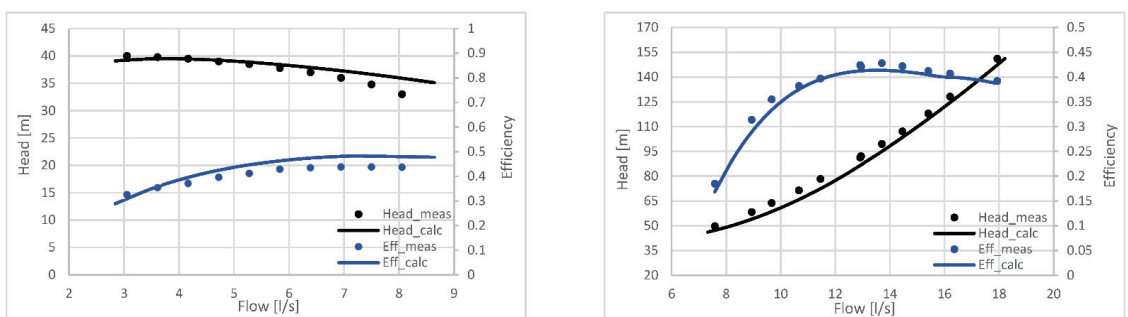 45
40
35
30
25
20
15
10
5
0
Head [m]
1
0.9
0.8
0.7
0.6
0.5
0.4
0.3
0.2
0.1
0
Efficiency
Head_meas
Head_calc
Eff_meas
Eff_calc
2 3 4 5 6 7 8 9
Flow [l/s]
170
155
140
125
110
95
80
65
50
35
20
Head [m]
0.5
0.45
0.4
0.35
0.3
0.25
0.2
0.15
0.1
0.05
0
Efficiency
Head_meas
Head_calc
Eff_meas
Eff_calc
6 8 10 12 14 16 18 20
Flow [l/s]